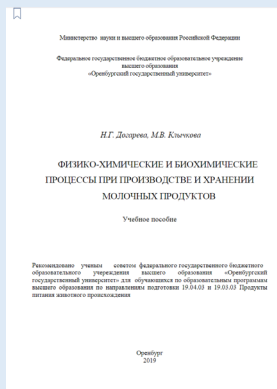 Министерство науки и высшего образования Российской Федерации
Федеральное государственное бюджетное образовательное учреждение
высшего образования
«Оренбургский государственный университет»
Н.Г. Догарева, М.В. Клычкова
ФИЗИКО-ХИМИЧЕСКИЕ И БИОХИМИЧЕСКИЕ
ПРОЦЕССЫ ПРИ ПРОИЗВОДСТВЕ И ХРАНЕНИИ
МОЛОЧНЫХ ПРОДУКТОВ
Учебное пособие
Рекомендовано ученым советом федерального государственного бюджетного
образовательного учреждения высшего образования «Оренбургский
государственный университет» для обучающихся по образовательным программам
высшего образования по направлениям подготовки 19.04.03 и 19.03.03 Продукты
питания животного происхождения
Оренбург
2019